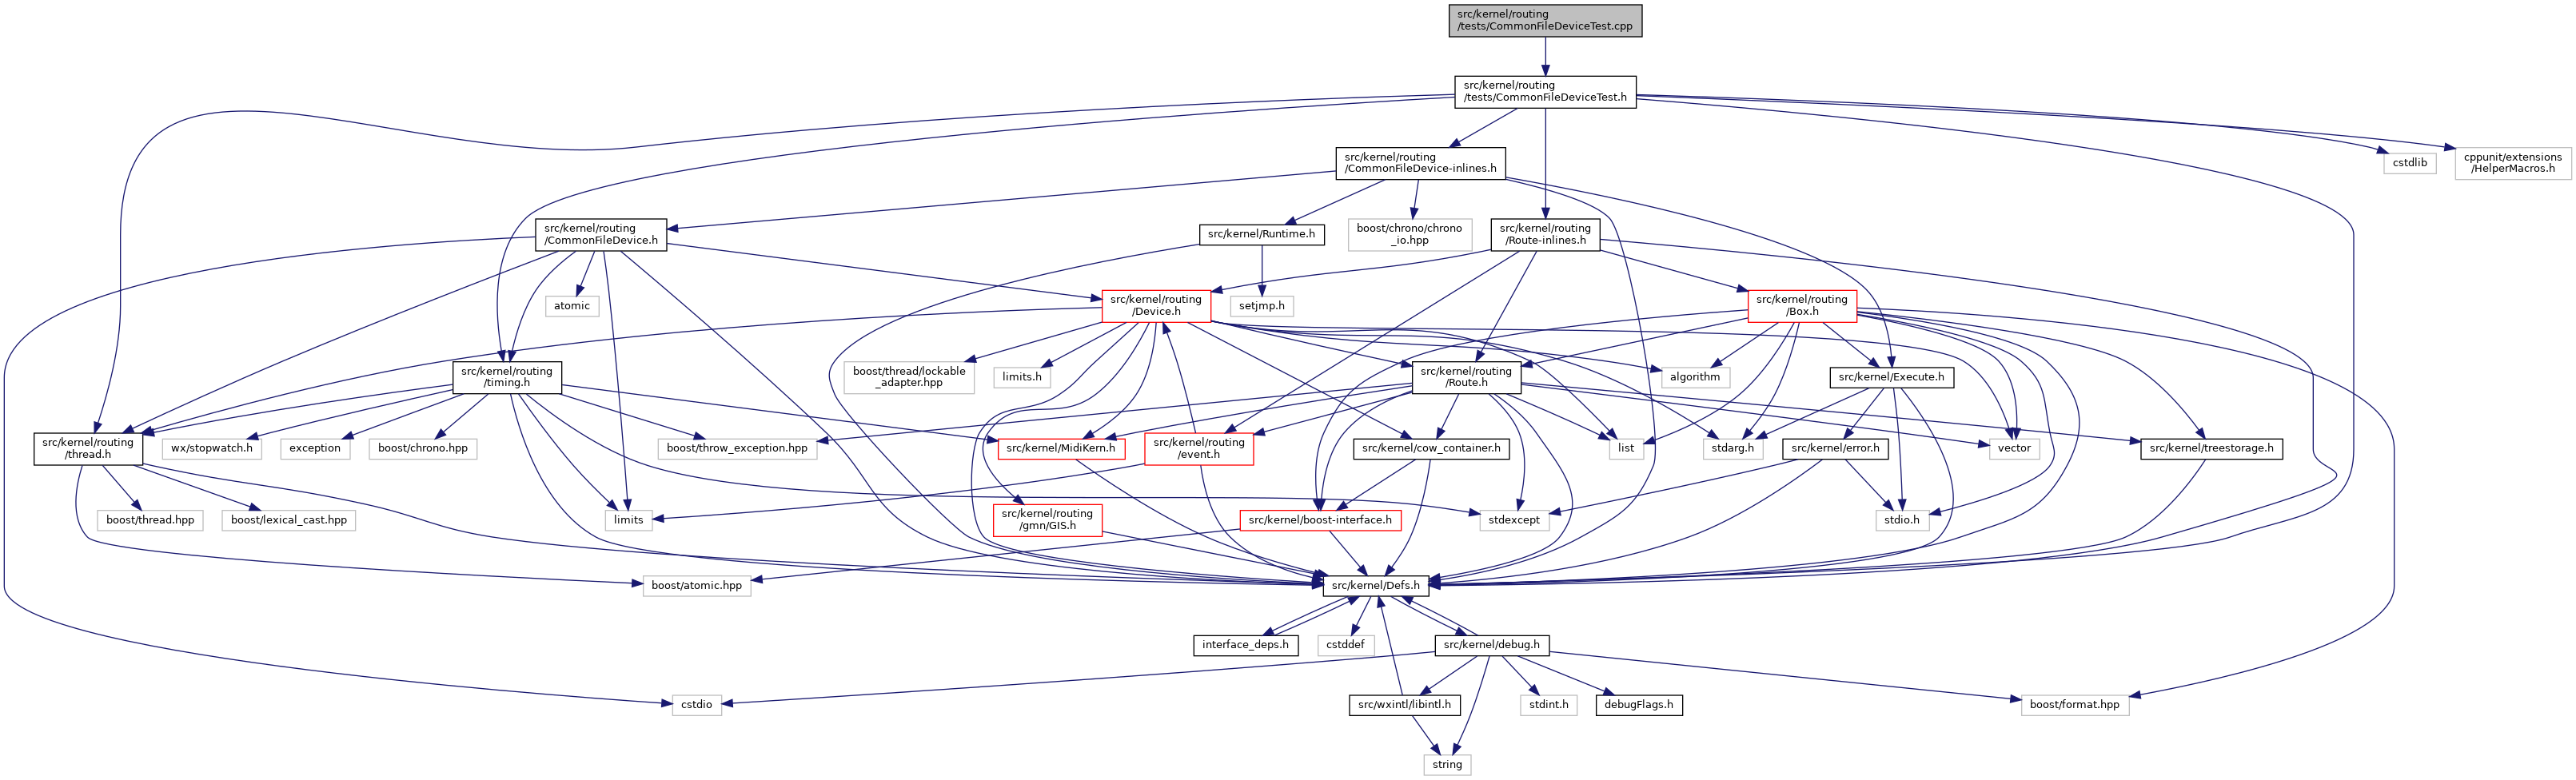 src/kernel/routing
/tests/CommonFileDeviceTest.cpp
src/kernel/routing
/tests/CommonFileDeviceTest.h
src/kernel/routing
/CommonFileDevice-inlines.h
cstdlib
cppunit/extensions
/HelperMacros.h
src/kernel/routing
/CommonFileDevice.h
src/kernel/Runtime.h
boost/chrono/chrono
_io.hpp
src/kernel/routing
/Route-inlines.h
atomic
src/kernel/routing
/Device.h
setjmp.h
src/kernel/routing
/Box.h
src/kernel/routing
/timing.h
boost/thread/lockable
_adapter.hpp
limits.h
src/kernel/routing
/Route.h
algorithm
src/kernel/Execute.h
src/kernel/routing
/thread.h
wx/stopwatch.h
exception
boost/chrono.hpp
boost/throw_exception.hpp
src/kernel/MidiKern.h
src/kernel/routing
/event.h
src/kernel/cow_container.h
list
stdarg.h
src/kernel/error.h
vector
src/kernel/treestorage.h
boost/thread.hpp
boost/lexical_cast.hpp
limits
src/kernel/routing
/gmn/GIS.h
src/kernel/boost-interface.h
stdexcept
stdio.h
boost/atomic.hpp
src/kernel/Defs.h
interface_deps.h
cstddef
src/kernel/debug.h
cstdio
src/wxintl/libintl.h
stdint.h
debugFlags.h
boost/format.hpp
string